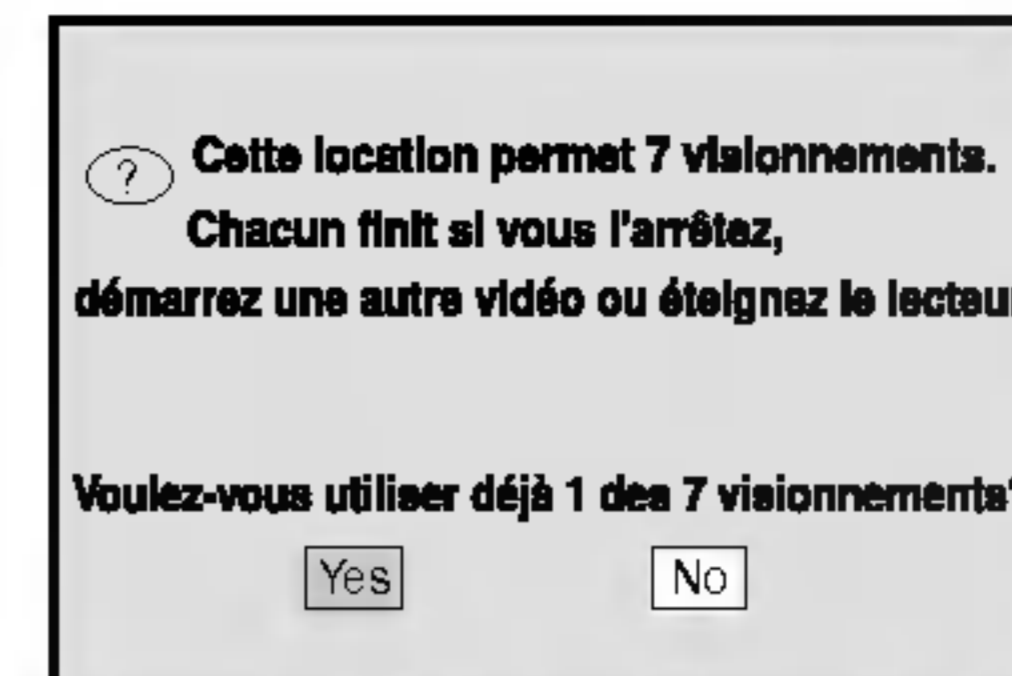 ? Cette location permet 7 visionnements.
Chacun finit si vous l'arrêtez,
démarrez une autre vidéo ou éteignez le lecteur
Voulez-vous utiliser déjà 1 des 7 visionnements?
Yes No